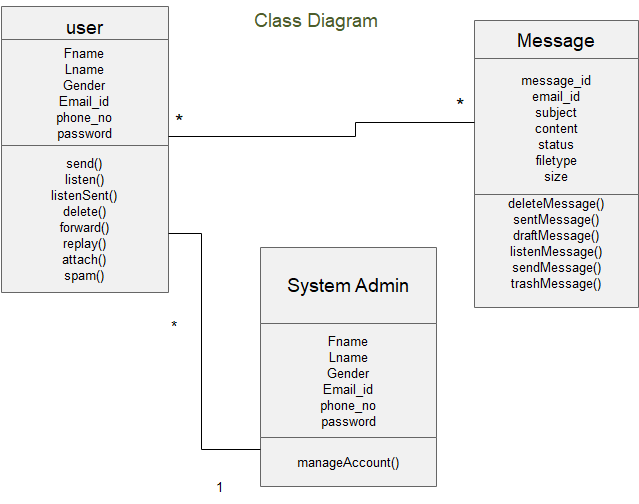 Class Diagram
user
Fname
Lname
Gender
Email_id
phone_no
password
send()
listen()
listenSent()
delete()
forward()
replay()
attach()
spam()
*
*
Message
message_id
email_id
subject
content
status
filetype
size
deleteMessage()
sentMessage()
draftMessage()
listenMessage()
sendMessage()
trashMessage()
*
System Admin
Fname
Lname
Gender
Email_id
phone_no
password
manageAccount()
1